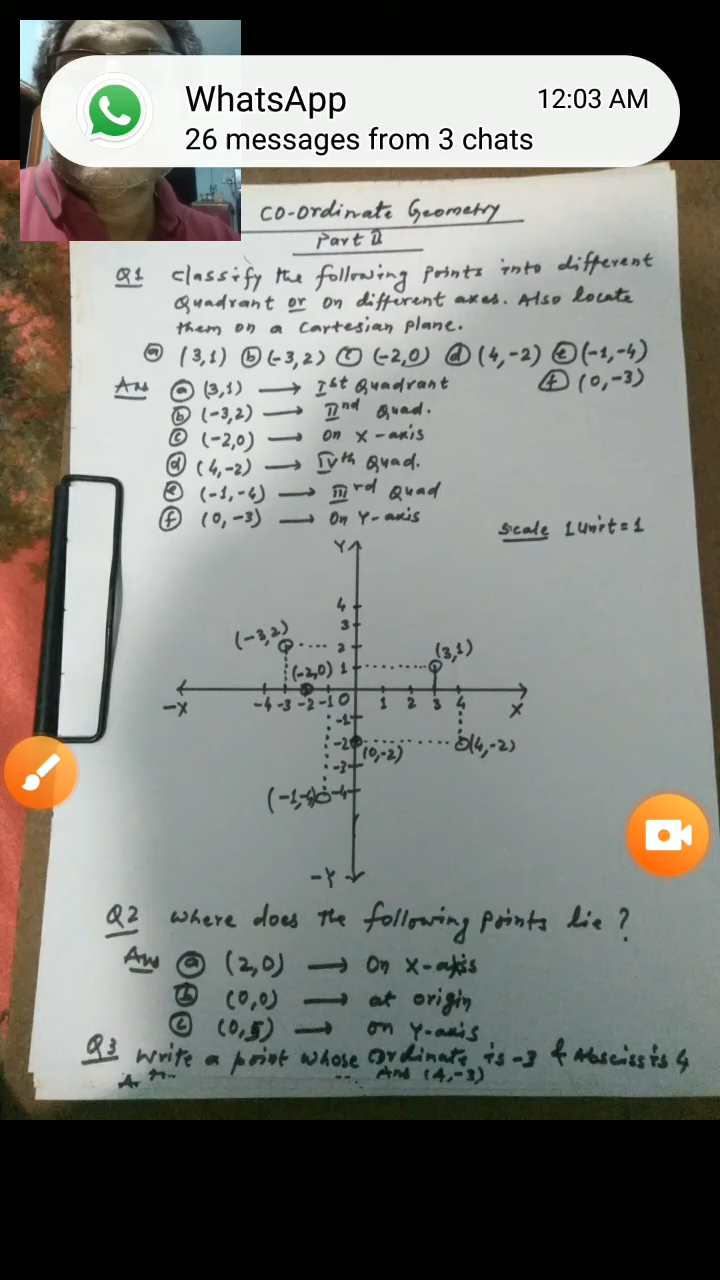 WhatsApp 12:03 AM
26 messages from 3 chats
CO-Ordinate Geometry
Part II
Q1 Classify the following points into different
Quadrant or on different axes. Also locate
them on a Cartesian plane.
(a) (3,1) (b) (-3,2) (c) (-2,0) (d) (4,-2) (e) (-1,-4)
(f) (0,-3)
Ans (a) (3,1) → Ist Quadrant
(b) (-3,2) → IInd Quad.
(c) (-2,0) → on X-axis
(d) (4,-2) → IVth Quad.
(e) (-1,-4) → IIIrd Quad
(f) (0,-3) → On Y-axis
Scale 1 Unit = 1
Y
4
3
(-3,2) 2 (3,1)
(-2,0) 1
-X -4 -3 -2 -1 0 1 2 3 4 X
-1
-2 (0,-2) (4,-2)
-3
(-1,-4) -4
-Y
Q2 Where does the following points lie?
Ans (a) (2,0) → On X-axis
(b) (0,0) → at origin
(c) (0,5) → on Y-axis
Q3 Write a point whose Ordinate is -3 & Absciss is 4
Ans (4,-3)